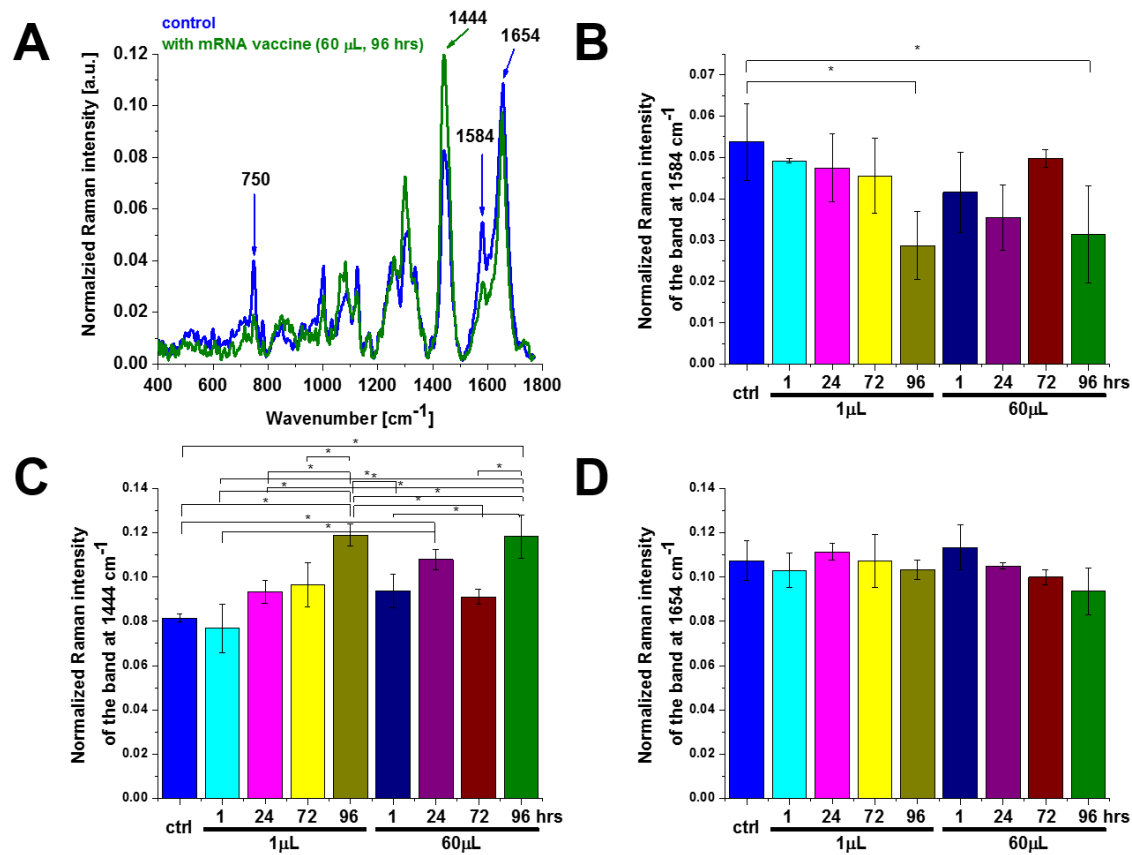 A
control
with mRNA vaccine (60 µL, 96 hrs)
1444
1654
1584
750
Normalzied Raman intensity [a.u.]
0.12
0.10
0.08
0.06
0.04
0.02
0.00
400 600 800 1000 1200 1400 1600 1800
Wavenumber [cm-1]
B
*
*
Normalized Raman intensity
of the band at 1584 cm-1
0.07
0.06
0.05
0.04
0.03
0.02
0.01
0.00
ctrl 1 24 72 96 1 24 72 96 hrs
1µL 60µL
C
*
*
*
*
*
*
*
*
*
*
*
*
*
Normalized Raman intensity
of the band at 1444 cm-1
0.14
0.12
0.10
0.08
0.06
0.04
0.02
0.00
ctrl 1 24 72 96 1 24 72 96 hrs
1µL 60µL
D
Normalized Raman intensity
of the band at 1654 cm-1
0.14
0.12
0.10
0.08
0.06
0.04
0.02
0.00
ctrl 1 24 72 96 1 24 72 96 hrs
1µL 60µL